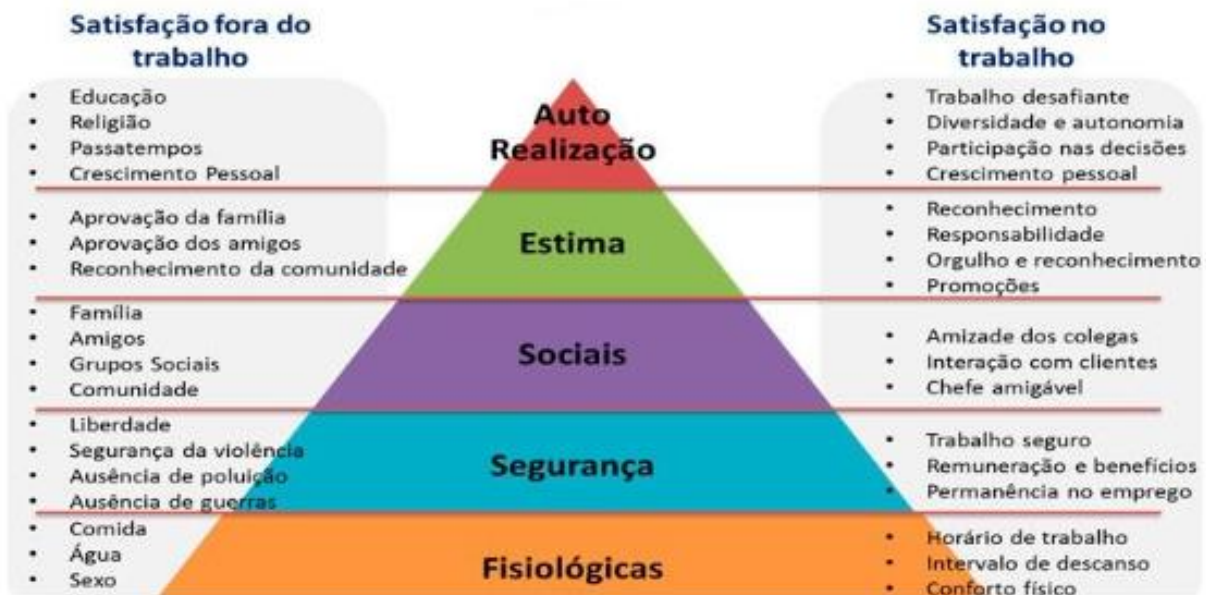 Satisfação fora do
trabalho
• Educação
• Religião
• Passatempos
• Crescimento Pessoal
• Aprovação da família
• Aprovação dos amigos
• Reconhecimento da comunidade
• Família
• Amigos
• Grupos Sociais
• Comunidade
• Liberdade
• Segurança da violência
• Ausência de poluição
• Ausência de guerras
• Comida
• Água
• Sexo
Auto
Realização
Estima
Sociais
Segurança
Fisiológicas
Satisfação no
trabalho
• Trabalho desafiante
• Diversidade e autonomia
• Participação nas decisões
• Crescimento pessoal
• Reconhecimento
• Responsabilidade
• Orgulho e reconhecimento
• Promoções
• Amizade dos colegas
• Interação com clientes
• Chefe amigável
• Trabalho seguro
• Remuneração e benefícios
• Permanência no emprego
• Horário de trabalho
• Intervalo de descanso
• Conforto físico